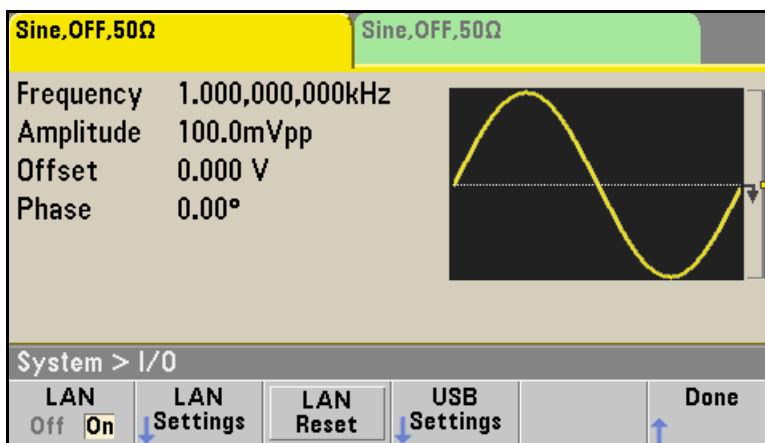 Sine,OFF,50Ω Sine,OFF,50Ω
Frequency 1.000,000,000kHz
Amplitude 100.0mVpp
Offset 0.000 V
Phase 0.00°
System > I/O
LAN LAN LAN USB Done
Off On Settings Reset Settings